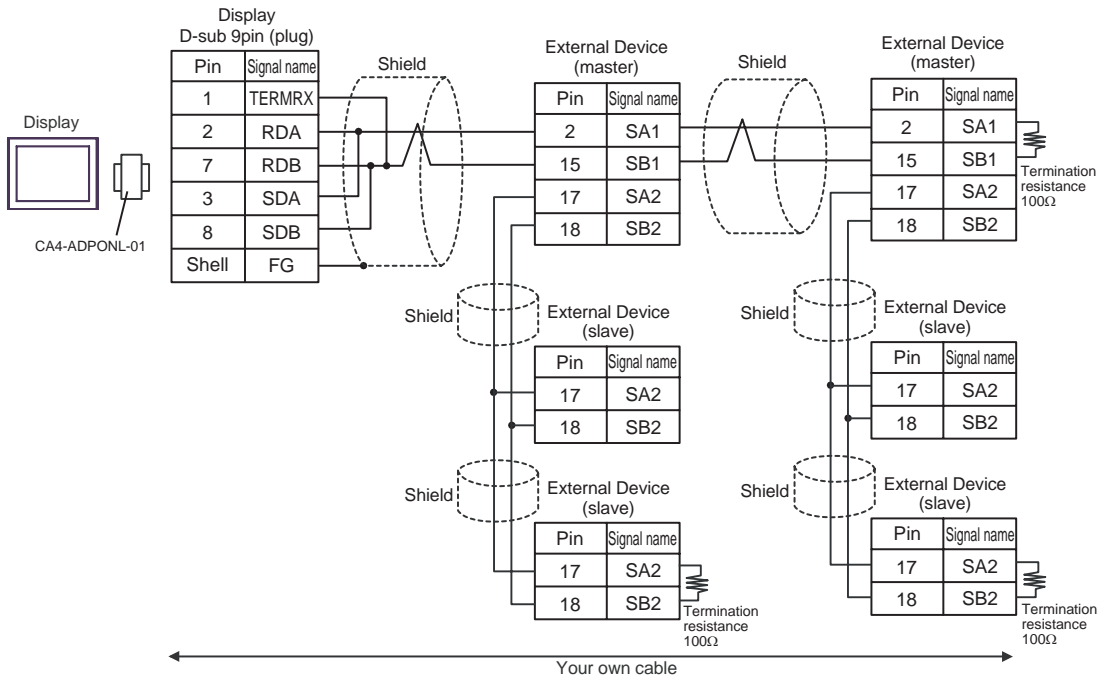 Display
CA4-ADPONL-01
Display
D-sub 9pin (plug)
Pin Signal name
1 TERMRX
2 RDA
7 RDB
3 SDA
8 SDB
Shell FG
Shield
External Device
(master)
Pin Signal name
2 SA1
15 SB1
17 SA2
18 SB2
Shield
External Device
(master)
Pin Signal name
2 SA1
15 SB1
17 SA2
18 SB2
Termination
resistance
100Ω
Shield
External Device
(slave)
Pin Signal name
17 SA2
18 SB2
Shield
External Device
(slave)
Pin Signal name
17 SA2
18 SB2
Shield
External Device
(slave)
Pin Signal name
17 SA2
18 SB2
Termination
resistance
100Ω
Shield
External Device
(slave)
Pin Signal name
17 SA2
18 SB2
Termination
resistance
100Ω
Your own cable